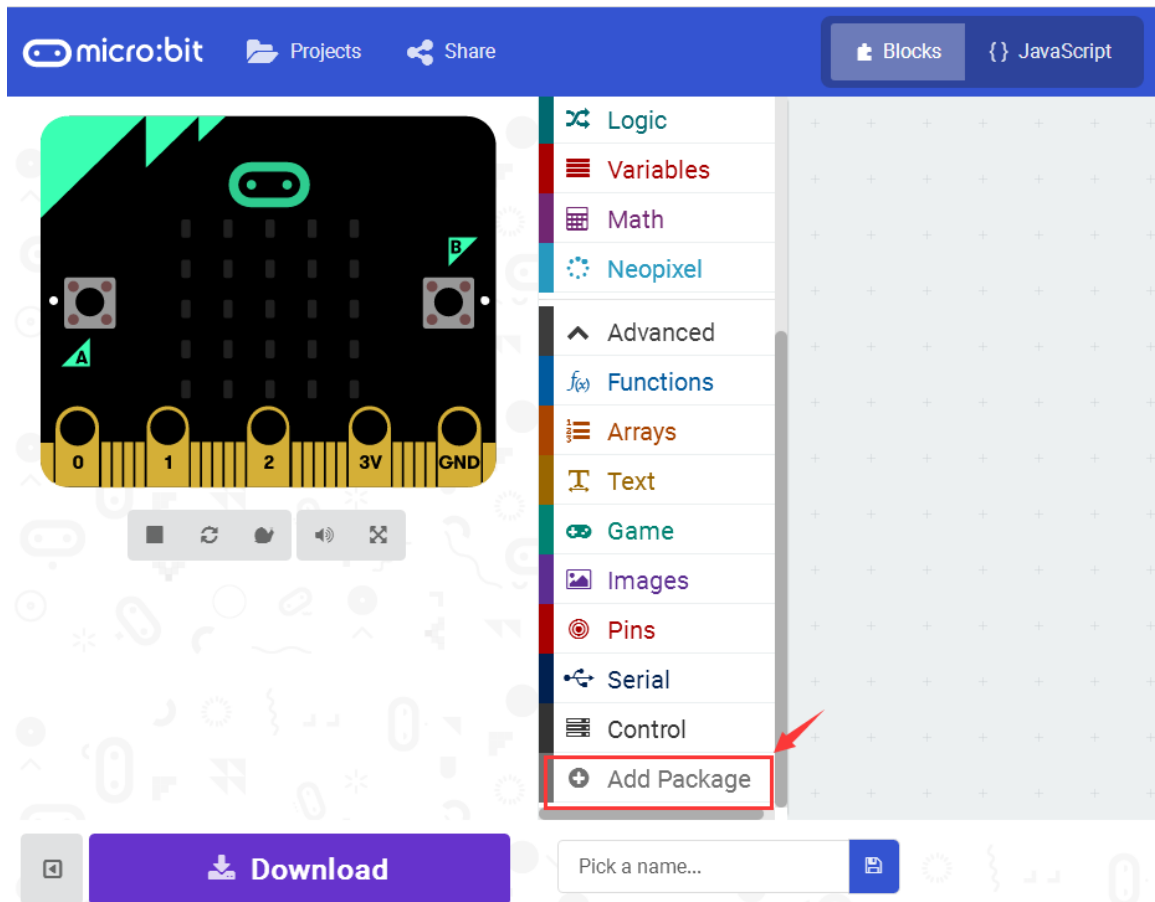 micro:bit
Projects
Share
Blocks
{ } JavaScript
Logic
Variables
Math
Neopixel
Advanced
f(x) Functions
Arrays
Text
Game
Images
Pins
Serial
Control
Add Package
B
A
0
1
2
3V
GND
Download
Pick a name...